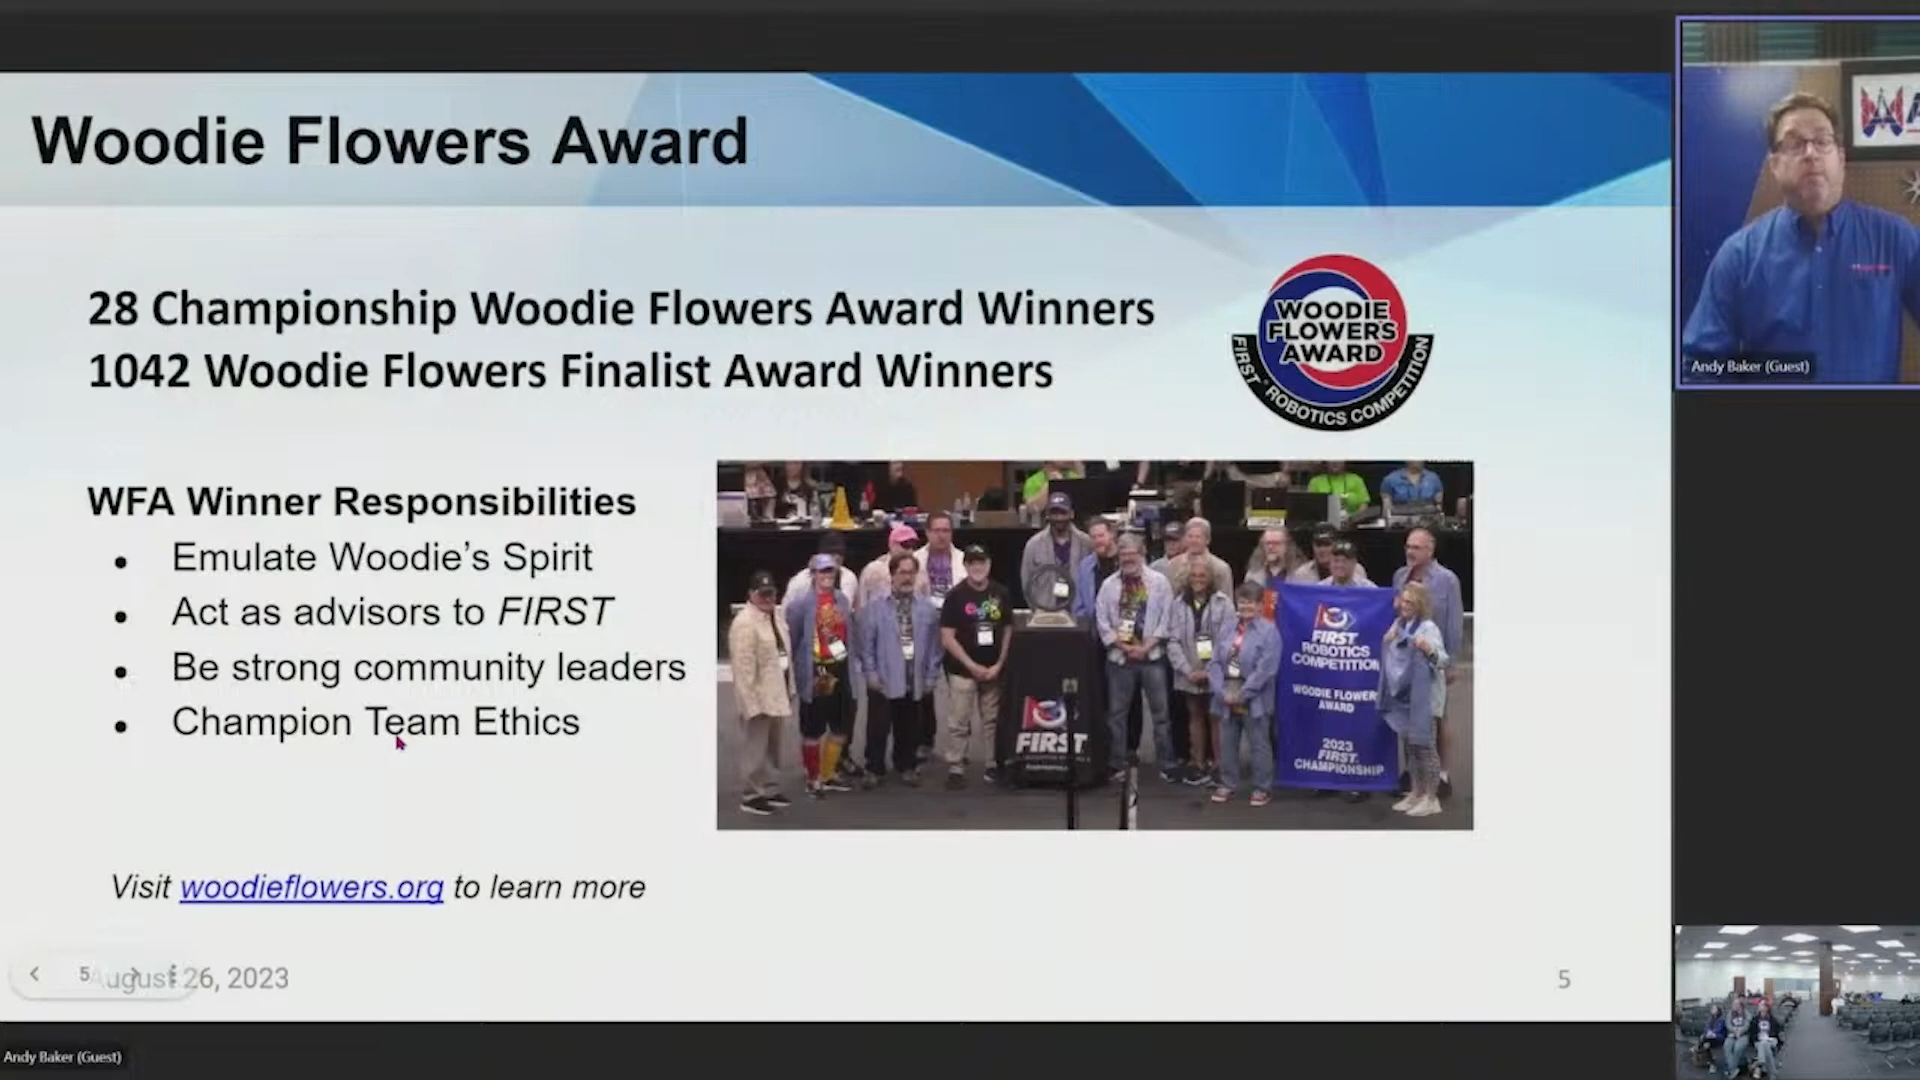 Woodie Flowers Award
28 Championship Woodie Flowers Award Winners
1042 Woodie Flowers Finalist Award Winners
WOODIE
FLOWERS
AWARD
FIRST® ROBOTICS COMPETITION
WFA Winner Responsibilities
• Emulate Woodie’s Spirit
• Act as advisors to FIRST
• Be strong community leaders
• Champion Team Ethics
FIRST
FIRST
ROBOTICS
COMPETITION
WOODIE FLOWER
AWARD
2023
FIRST
CHAMPIONSHIP
Visit woodieflowers.org to learn more
5
August 26, 2023
5
Andy Baker (Guest)
Andy Baker (Guest)